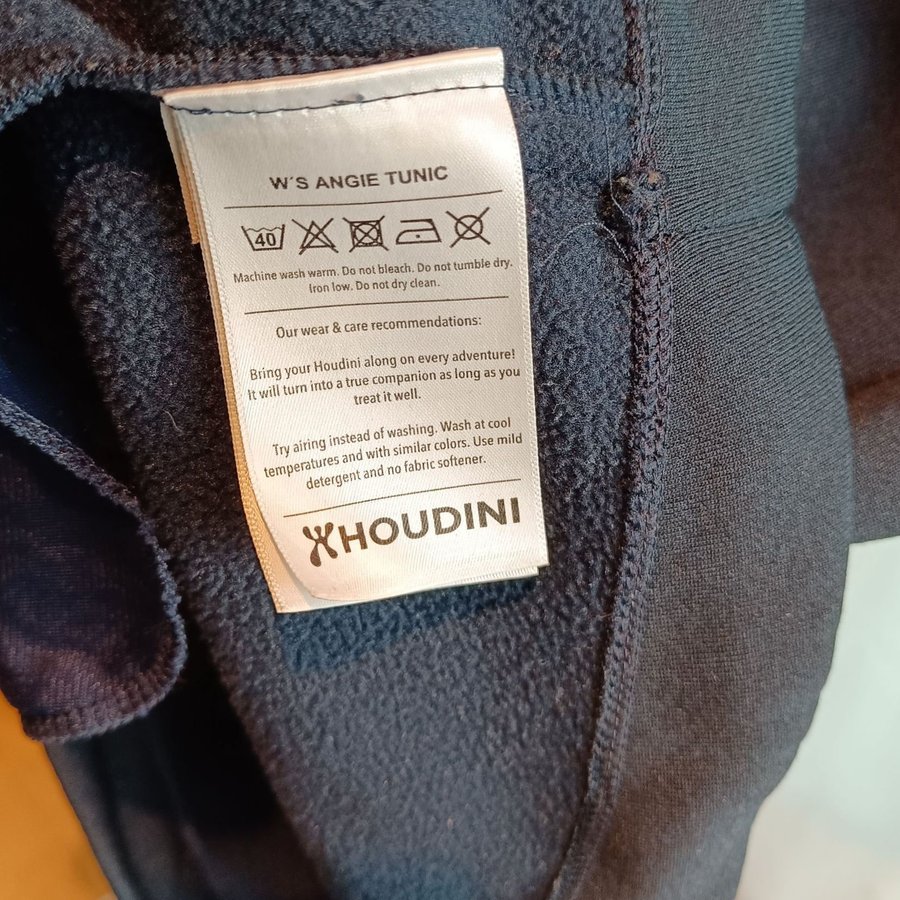 W´S ANGIE TUNIC
40
Machine wash warm. Do not bleach. Do not tumble dry.
Iron low. Do not dry clean.
Our wear & care recommendations:
Bring your Houdini along on every adventure!
It will turn into a true companion as long as you
treat it well.
Try airing instead of washing. Wash at cool
temperatures and with similar colors. Use mild
detergent and no fabric softener.
HOUDINI